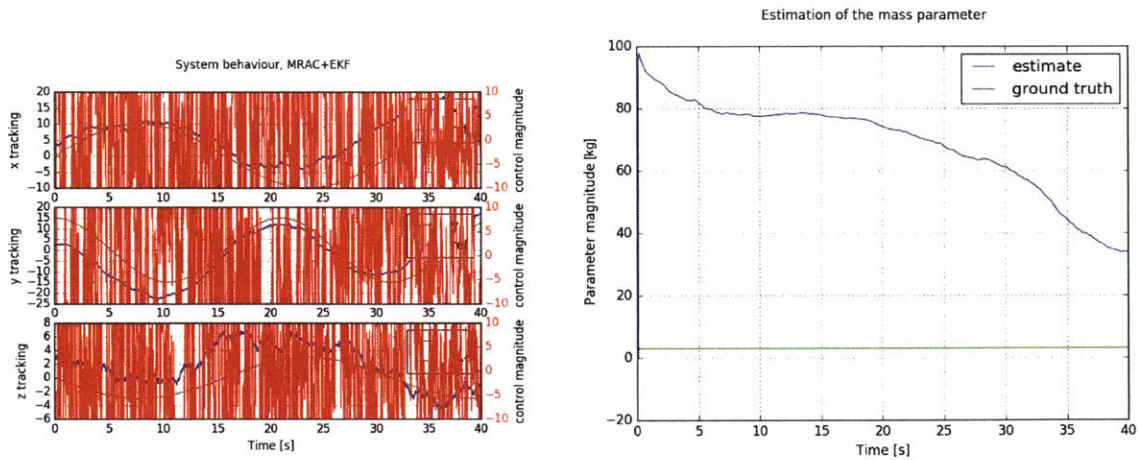 System behaviour, MRAC+EKF
20
15
10
5
0
−5
−10
x tracking
10
5
0
−5
−10
control magnitude
0 5 10 15 20 25 30 35 40
20
15
10
5
0
−5
−10
−15
−20
−25
y tracking
10
5
0
−5
−10
control magnitude
ref
0 5 10 15 20 25 30 35 40
8
6
4
2
0
−2
−4
−6
z tracking
10
5
0
−5
−10
control magnitude
0 5 10 15 20 25 30 35 40
Time [s]
Estimation of the mass parameter
100
80
60
40
20
0
−20
Parameter magnitude [kg]
estimate
ground truth
0 5 10 15 20 25 30 35 40
Time [s]